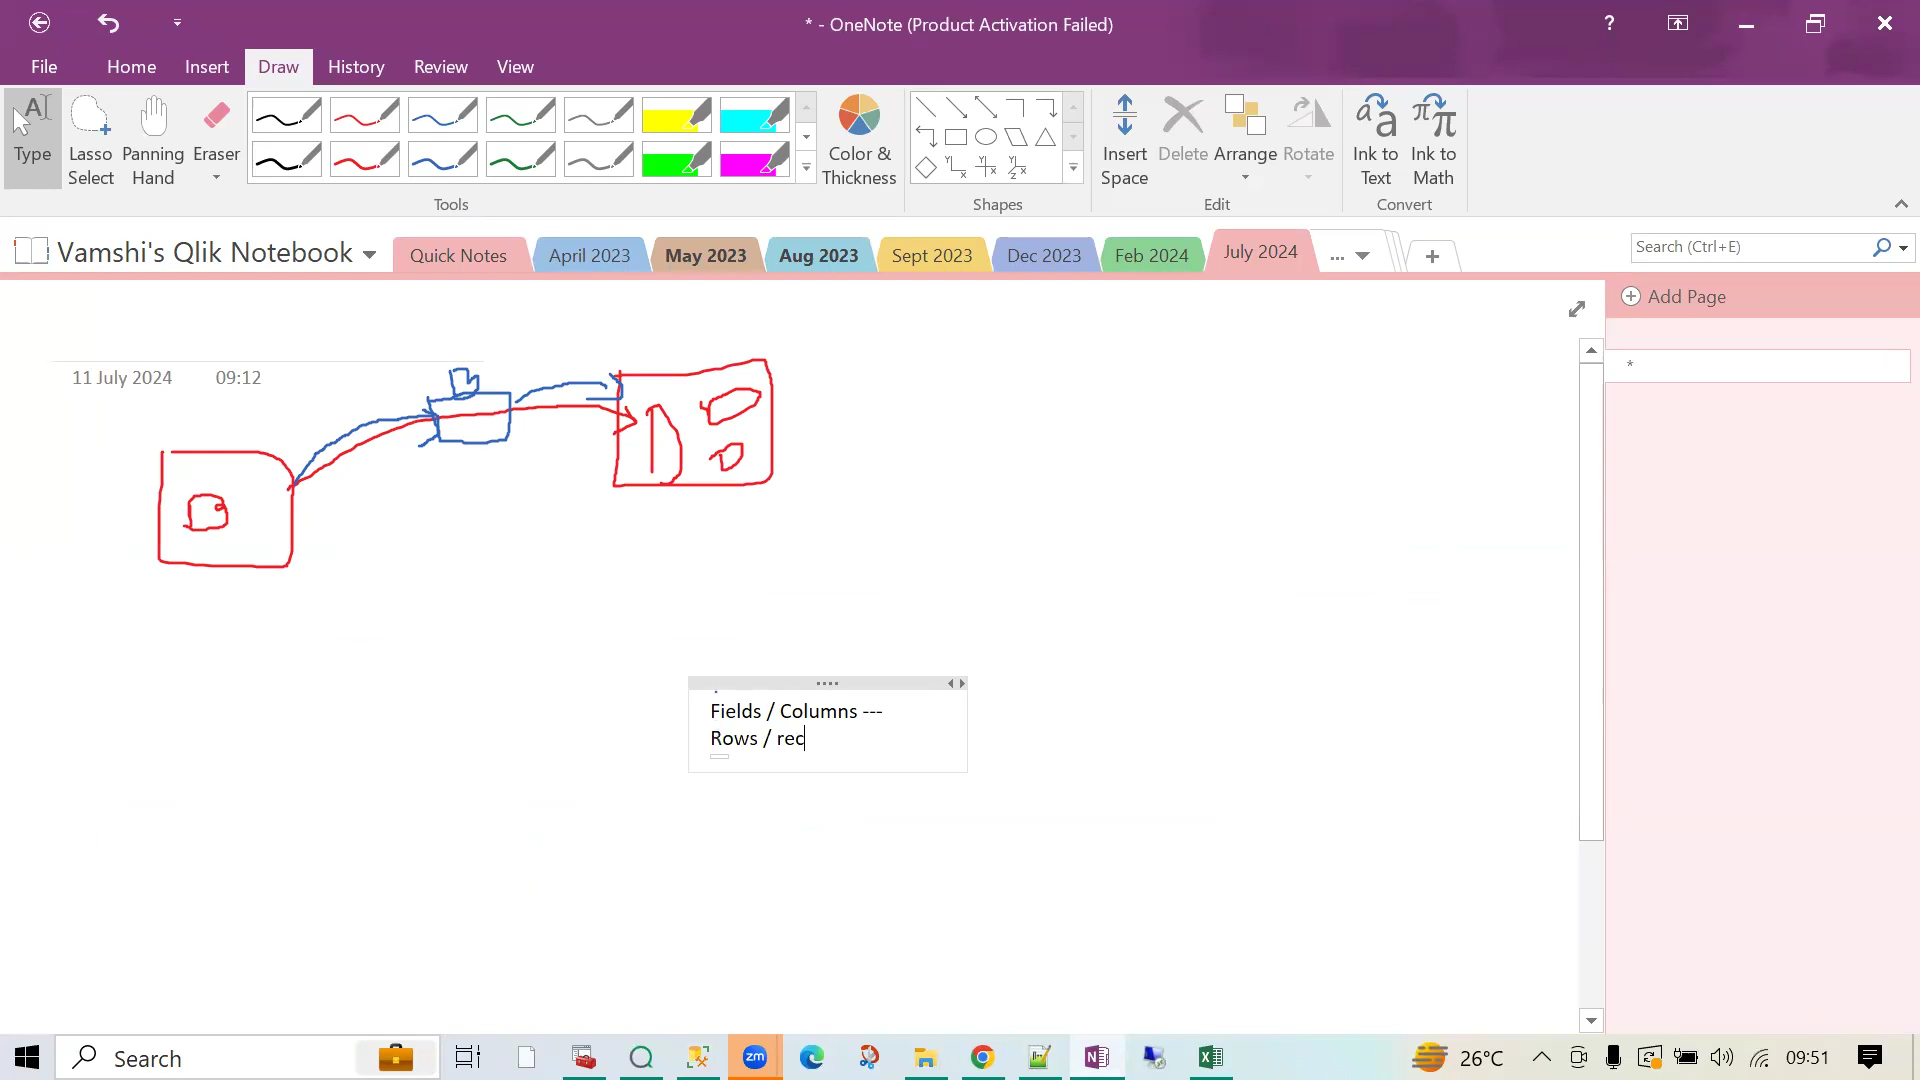 * - OneNote (Product Activation Failed)
?
File
Home
Insert
Draw
History
Review
View
Type
Lasso Select
Panning Hand
Eraser
Color & Thickness
Insert Space
Delete
Arrange
Rotate
Ink to Text
Ink to Math
Tools
Shapes
Edit
Convert
Vamshi's Qlik Notebook
Quick Notes
April 2023
May 2023
Aug 2023
Sept 2023
Dec 2023
Feb 2024
July 2024
...
Search (Ctrl+E)
Add Page
*
11 July 2024 09:12
Fields / Columns ---
Rows / rec
Search
zm
26°C
09:51